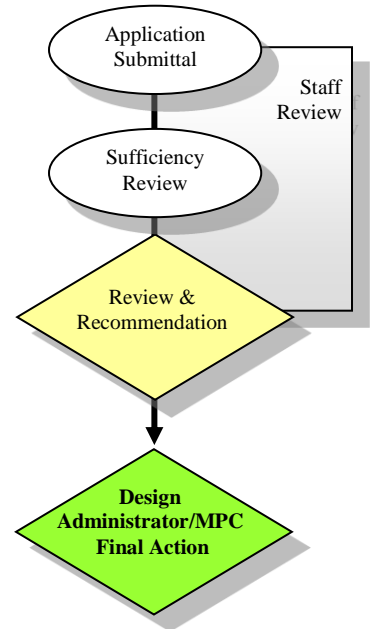 Application
Submittal
Staff
Review
Sufficiency
Review
Review &
Recommendation
Design
Administrator/MPC
Final Action